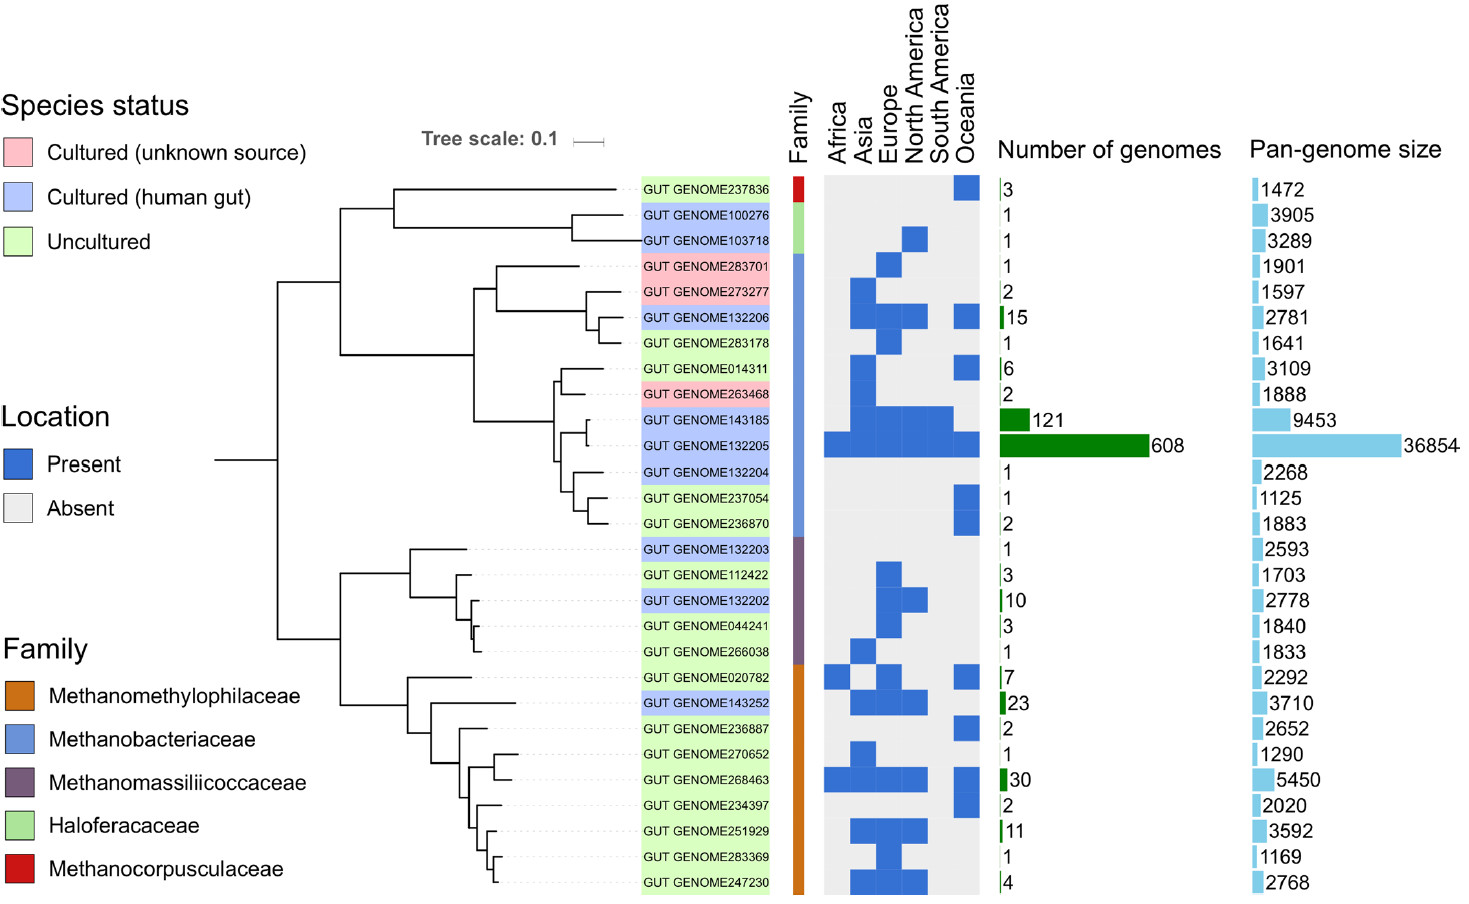 Species status
Cultured (unknown source)
Cultured (human gut)
Uncultured
Location
Present
Absent
Family
Methanomethylophilaceae
Methanobacteriaceae
Methanomassiliicoccaceae
Haloferacaceae
Methanocorpusculaceae
Tree scale: 0.1
Family
Africa
Asia
Europe
North America
South America
Oceania
Number of genomes
Pan-genome size
GUT GENOME237836 3 1472
GUT GENOME100276 1 3905
GUT GENOME103718 1 3289
GUT GENOME283701 1 1901
GUT GENOME273277 2 1597
GUT GENOME132206 15 2781
GUT GENOME283178 1 1641
GUT GENOME014311 6 3109
GUT GENOME263468 2 1888
GUT GENOME143185 121 9453
GUT GENOME132205 608 36854
GUT GENOME132204 1 2268
GUT GENOME237054 1 1125
GUT GENOME236870 2 1883
GUT GENOME132203 1 2593
GUT GENOME112422 3 1703
GUT GENOME132202 10 2778
GUT GENOME044241 3 1840
GUT GENOME266038 1 1833
GUT GENOME020782 7 2292
GUT GENOME143252 23 3710
GUT GENOME236887 2 2652
GUT GENOME270652 1 1290
GUT GENOME268463 30 5450
GUT GENOME234397 2 2020
GUT GENOME251929 11 3592
GUT GENOME283369 1 1169
GUT GENOME247230 4 2768